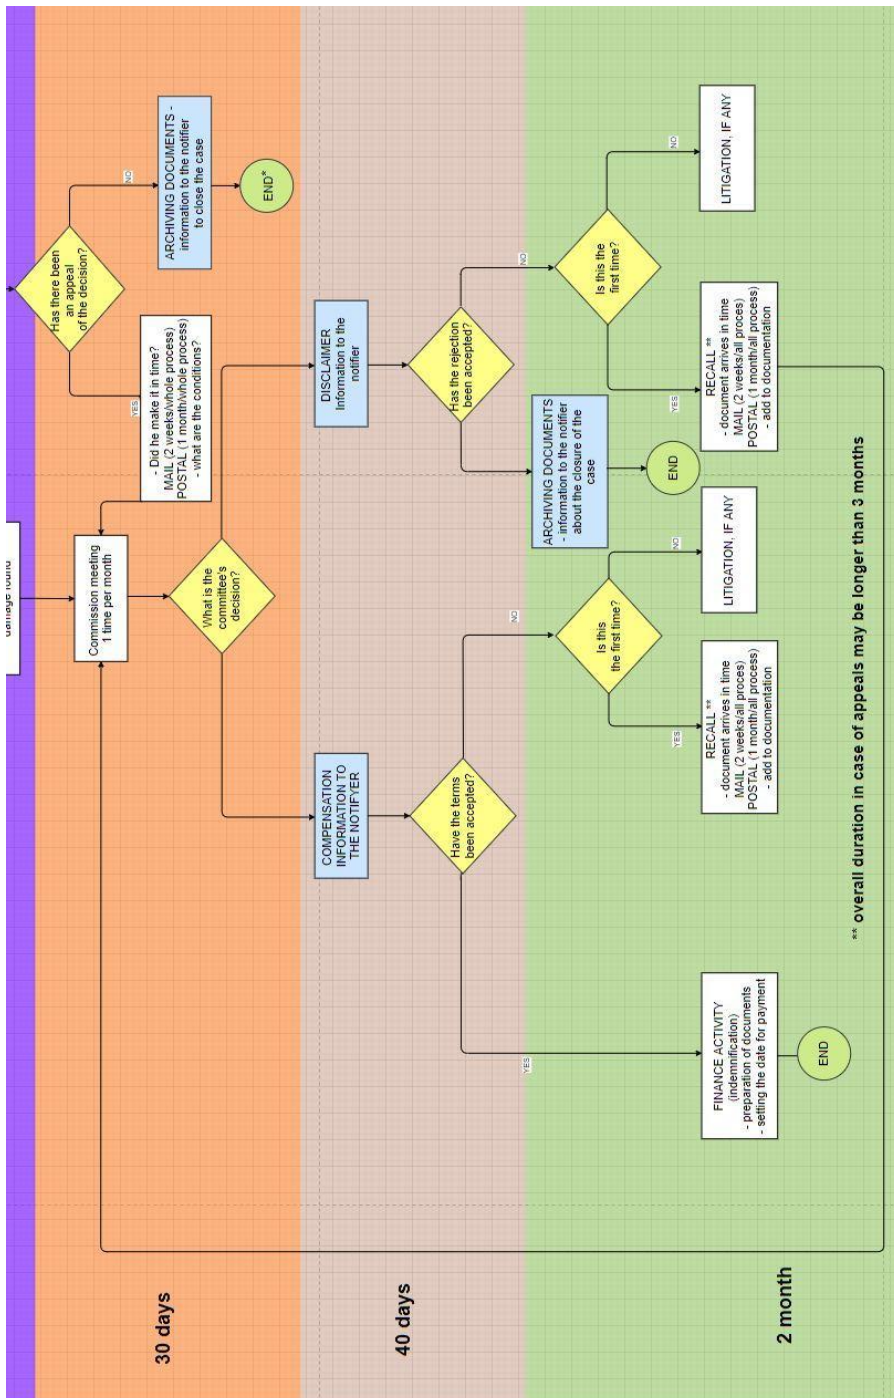 damage found
Commission meeting
1 time per month
Has there been
an appeal
of the decision?
NO
YES
ARCHIVING DOCUMENTS -
information to the notifier
to close the case
END*
- Did he make it in time?
MAIL (2 weeks/whole process)
POSTAL (1 month/whole process)
- what are the conditions?
What is the
committee's
decision?
30 days
COMPENSATION
INFORMATION TO
THE NOTIFYER
DISCLAIMER
Information to the
notifier
Have the terms
been accepted?
Has the rejection
been accepted?
YES
NO
NO
40 days
ARCHIVING DOCUMENTS
- information to the notifier
about the closure of the
case
END
Is this
the first time?
YES
NO
Is this the
first time?
YES
NO
FINANCE ACTIVITY
(indemnification)
- preparation of documents
- setting the date for payment
END
RECALL **
- document arrives in time
MAIL (2 weeks/all proces)
POSTAL (1 month/all process)
- add to documentation
LITIGATION, IF ANY
RECALL **
- document arrives in time
MAIL (2 weeks/all proces)
POSTAL (1 month/all process)
- add to documentation
LITIGATION, IF ANY
2 month
** overall duration in case of appeals may be longer than 3 months